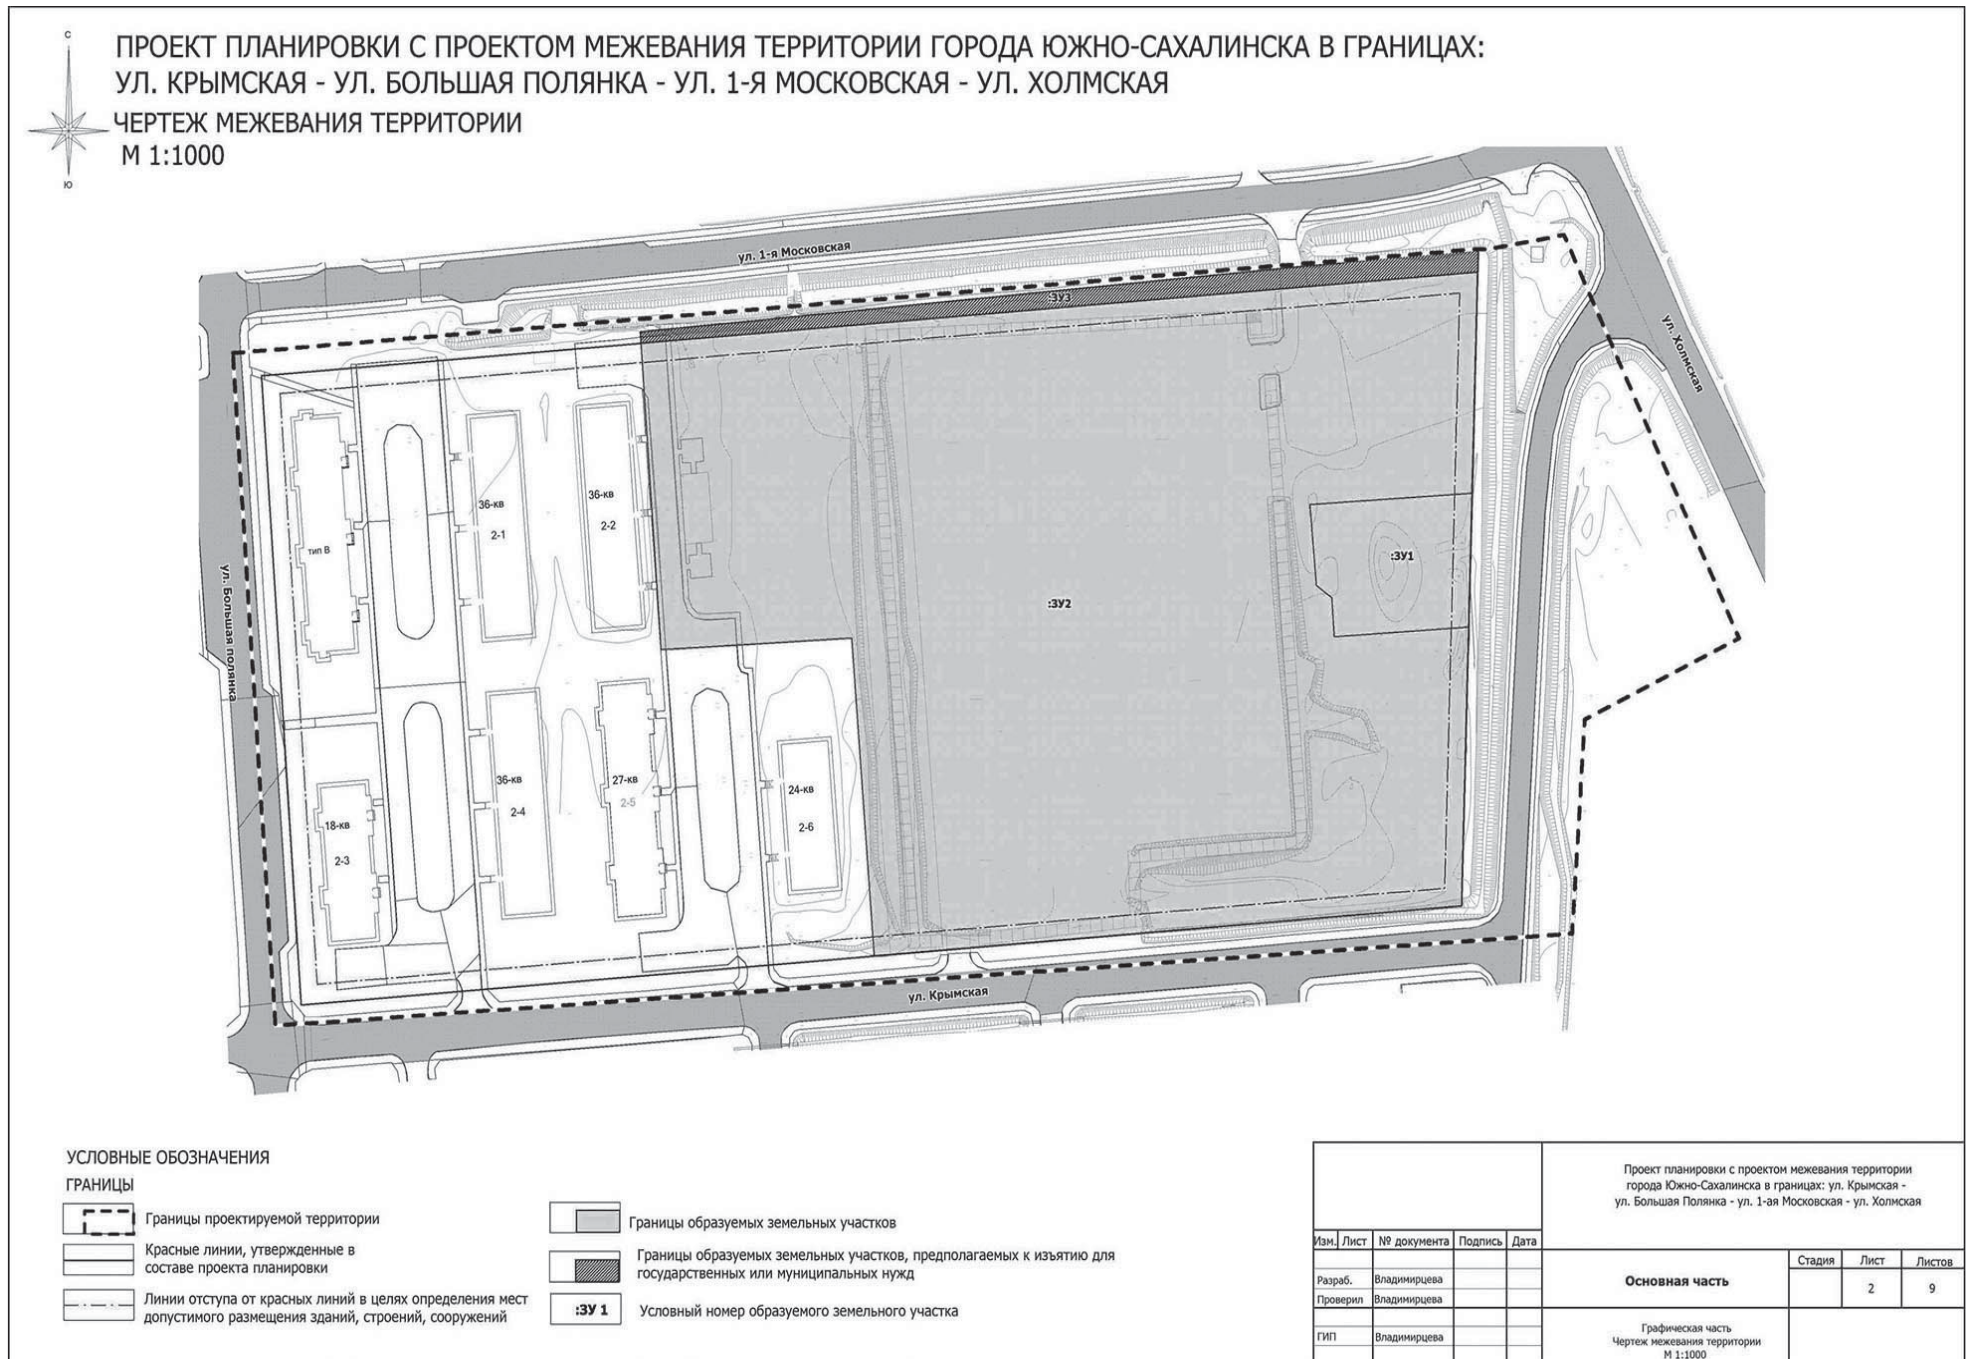 С
Ю
ПРОЕКТ ПЛАНИРОВКИ С ПРОЕКТОМ МЕЖЕВАНИЯ ТЕРРИТОРИИ ГОРОДА ЮЖНО-САХАЛИНСКА В ГРАНИЦАХ:
УЛ. КРЫМСКАЯ - УЛ. БОЛЬШАЯ ПОЛЯНКА - УЛ. 1-Я МОСКОВСКАЯ - УЛ. ХОЛМСКАЯ
ЧЕРТЕЖ МЕЖЕВАНИЯ ТЕРРИТОРИИ
М 1:1000
ул. 1-я Московская
:ЗУ3
ул. Холмская
36-кв
2-1
36-кв
2-2
тип В
:ЗУ1
:ЗУ2
ул. Большая полянка
36-кв
2-4
27-кв
2-5
24-кв
2-6
18-кв
2-3
ул. Крымская
УСЛОВНЫЕ ОБОЗНАЧЕНИЯ
ГРАНИЦЫ
Границы проектируемой территории
Красные линии, утвержденные в
составе проекта планировки
Линии отступа от красных линий в целях определения мест
допустимого размещения зданий, строений, сооружений
Границы образуемых земельных участков
Границы образуемых земельных участков, предполагаемых к изъятию для
государственных или муниципальных нужд
:ЗУ 1
Условный номер образуемого земельного участка
Проект планировки с проектом межевания территории
города Южно-Сахалинска в границах: ул. Крымская -
ул. Большая Полянка - ул. 1-ая Московская - ул. Холмская
Изм. Лист № документа Подпись Дата
Разраб. Владимирцева
Проверил Владимирцева
ГИП Владимирцева
Основная часть
Стадия Лист Листов
2 9
Графическая часть
Чертеж межевания территории
М 1:1000